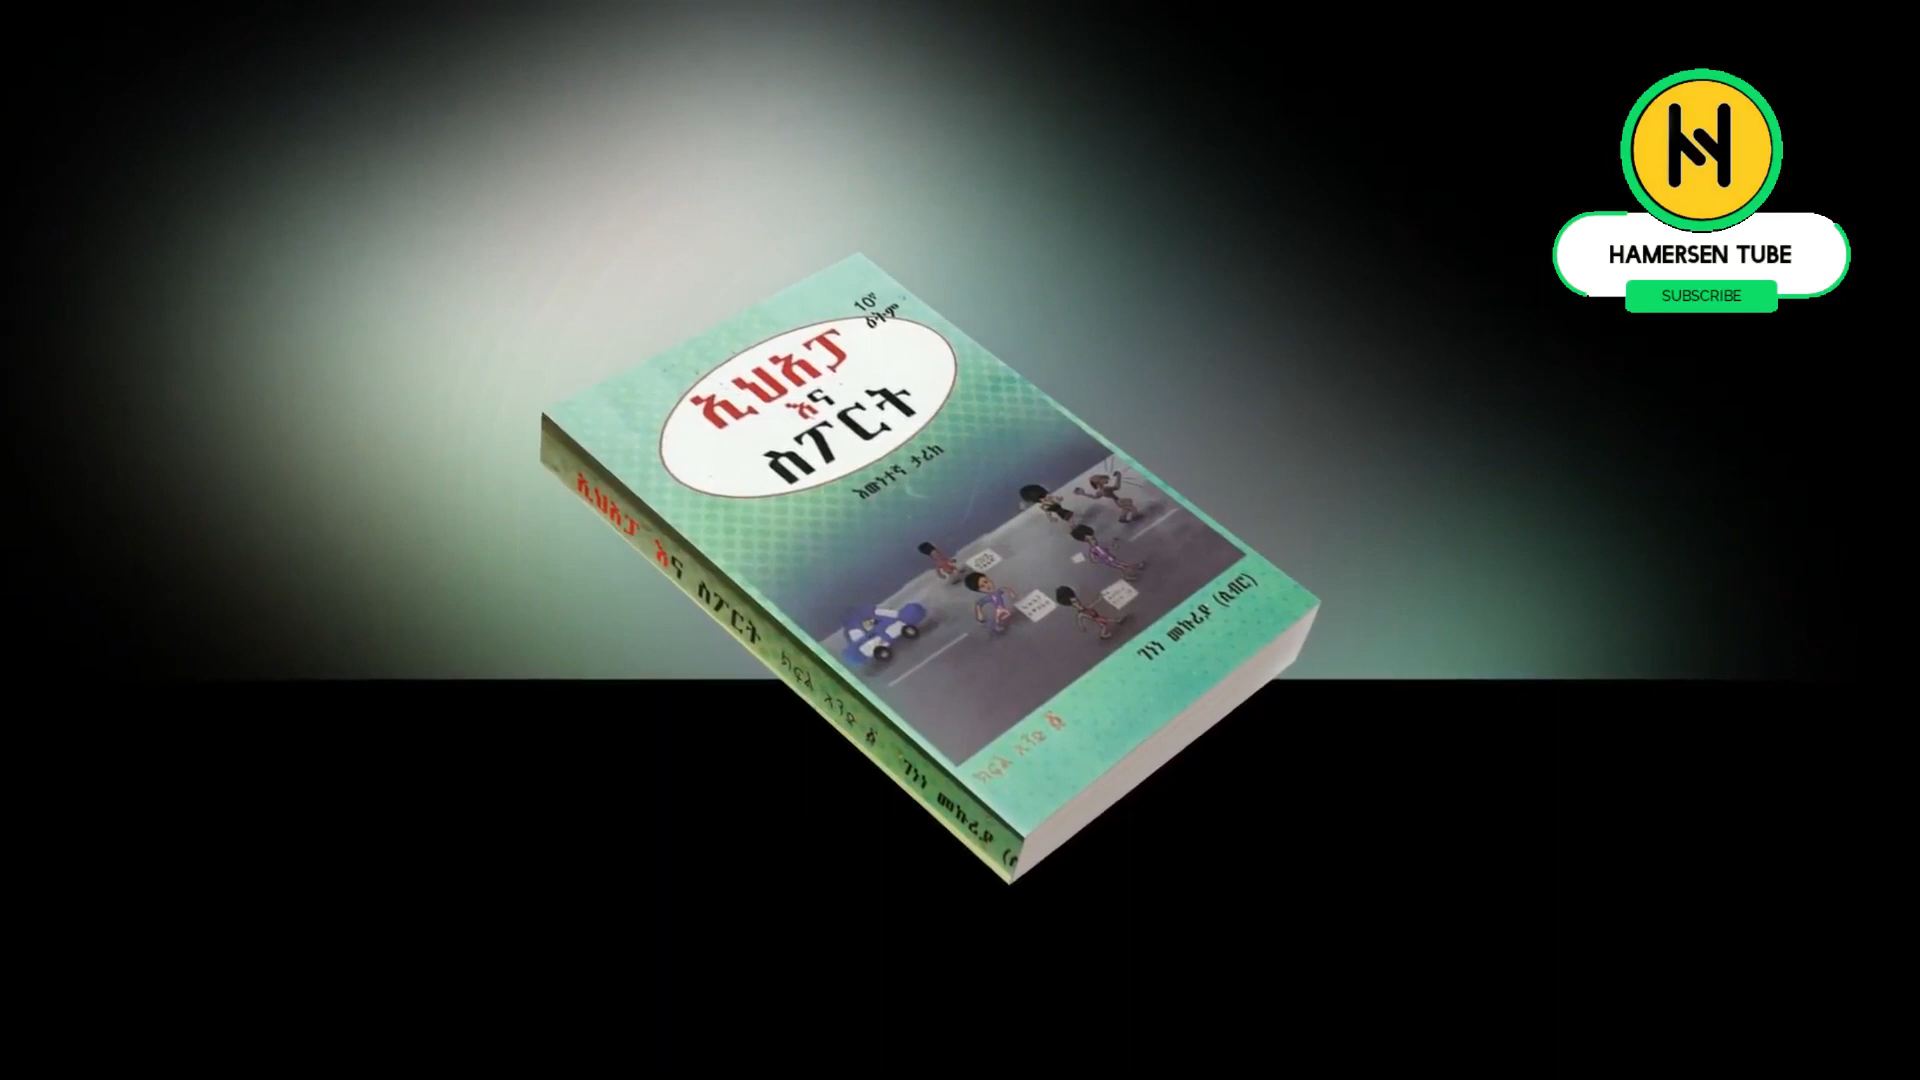 10ኛ
ዕትም
ኢህአፓ
እና
ስፖርት
እውነተኛ ታሪክ
ገነነ መኩሪያ (ሊብሮ)
ክፍል አንድ ፩
ኢህአፓ እና ስፖርት ክፍል አንድ ፩ ገነነ መኩሪያ
H
HAMERSEN TUBE
SUBSCRIBE